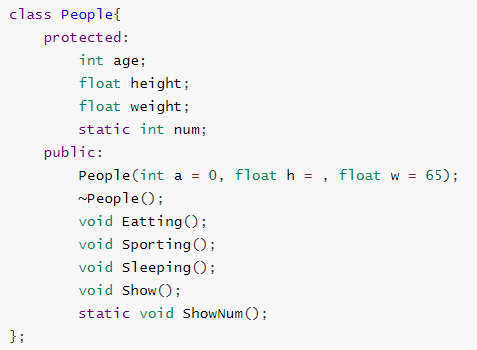 class People{
    protected:
        int age;
        float height;
        float weight;
        static int num;
    public:
        People(int a = 0, float h = , float w = 65);
        ~People();
        void Eatting();
        void Sporting();
        void Sleeping();
        void Show();
        static void ShowNum();
};